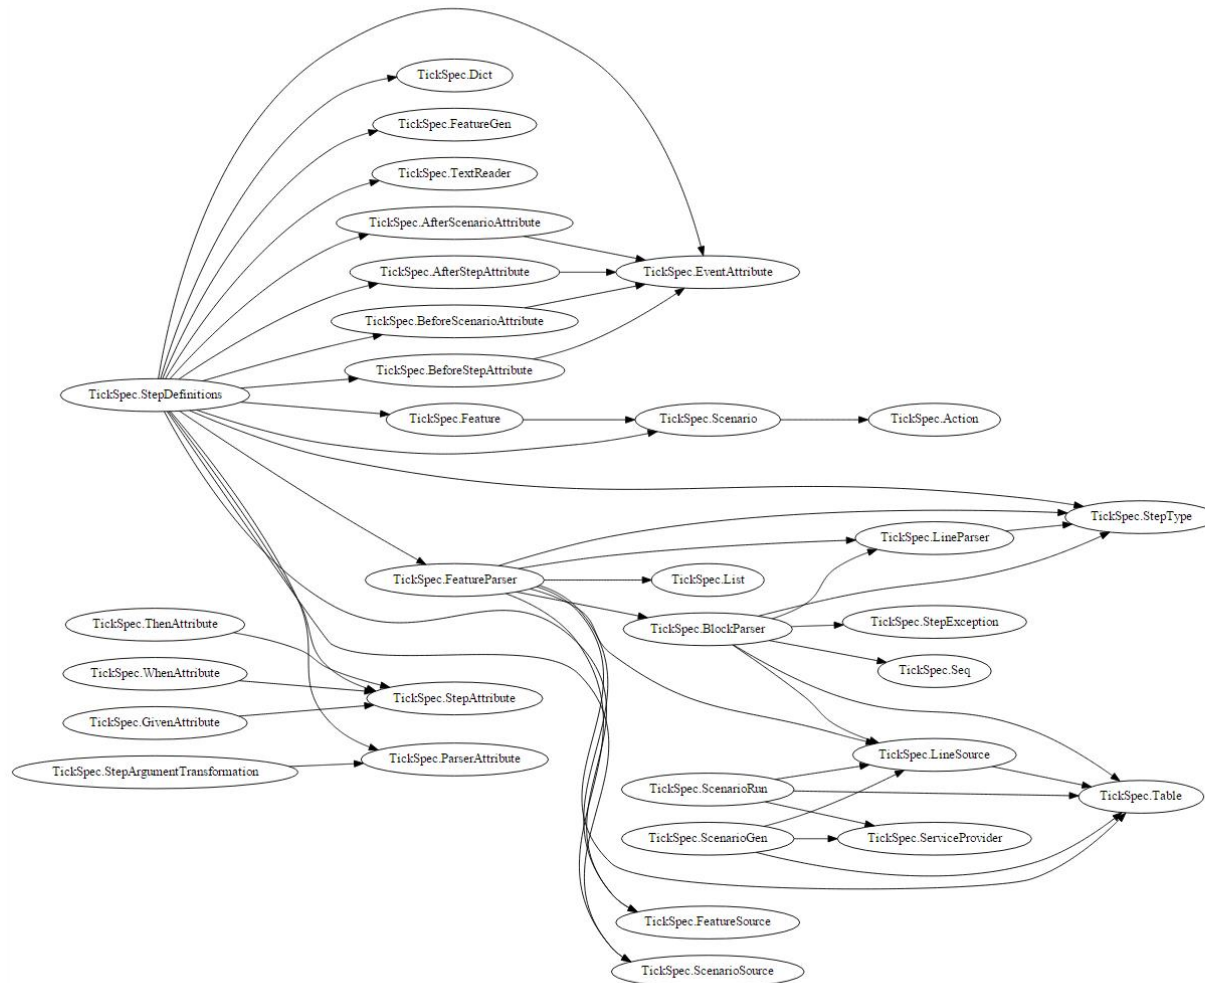 TickSpec.Dict
TickSpec.FeatureGen
TickSpec.TextReader
TickSpec.AfterScenarioAttribute
TickSpec.AfterStepAttribute
TickSpec.EventAttribute
TickSpec.BeforeScenarioAttribute
TickSpec.BeforeStepAttribute
TickSpec.StepDefinitions
TickSpec.Feature
TickSpec.Scenario
TickSpec.Action
TickSpec.StepType
TickSpec.LineParser
TickSpec.FeatureParser
TickSpec.List
TickSpec.ThenAttribute
TickSpec.BlockParser
TickSpec.StepException
TickSpec.WhenAttribute
TickSpec.Seq
TickSpec.StepAttribute
TickSpec.GivenAttribute
TickSpec.LineSource
TickSpec.ParserAttribute
TickSpec.StepArgumentTransformation
TickSpec.ScenarioRun
TickSpec.Table
TickSpec.ScenarioGen
TickSpec.ServiceProvider
TickSpec.FeatureSource
TickSpec.ScenarioSource